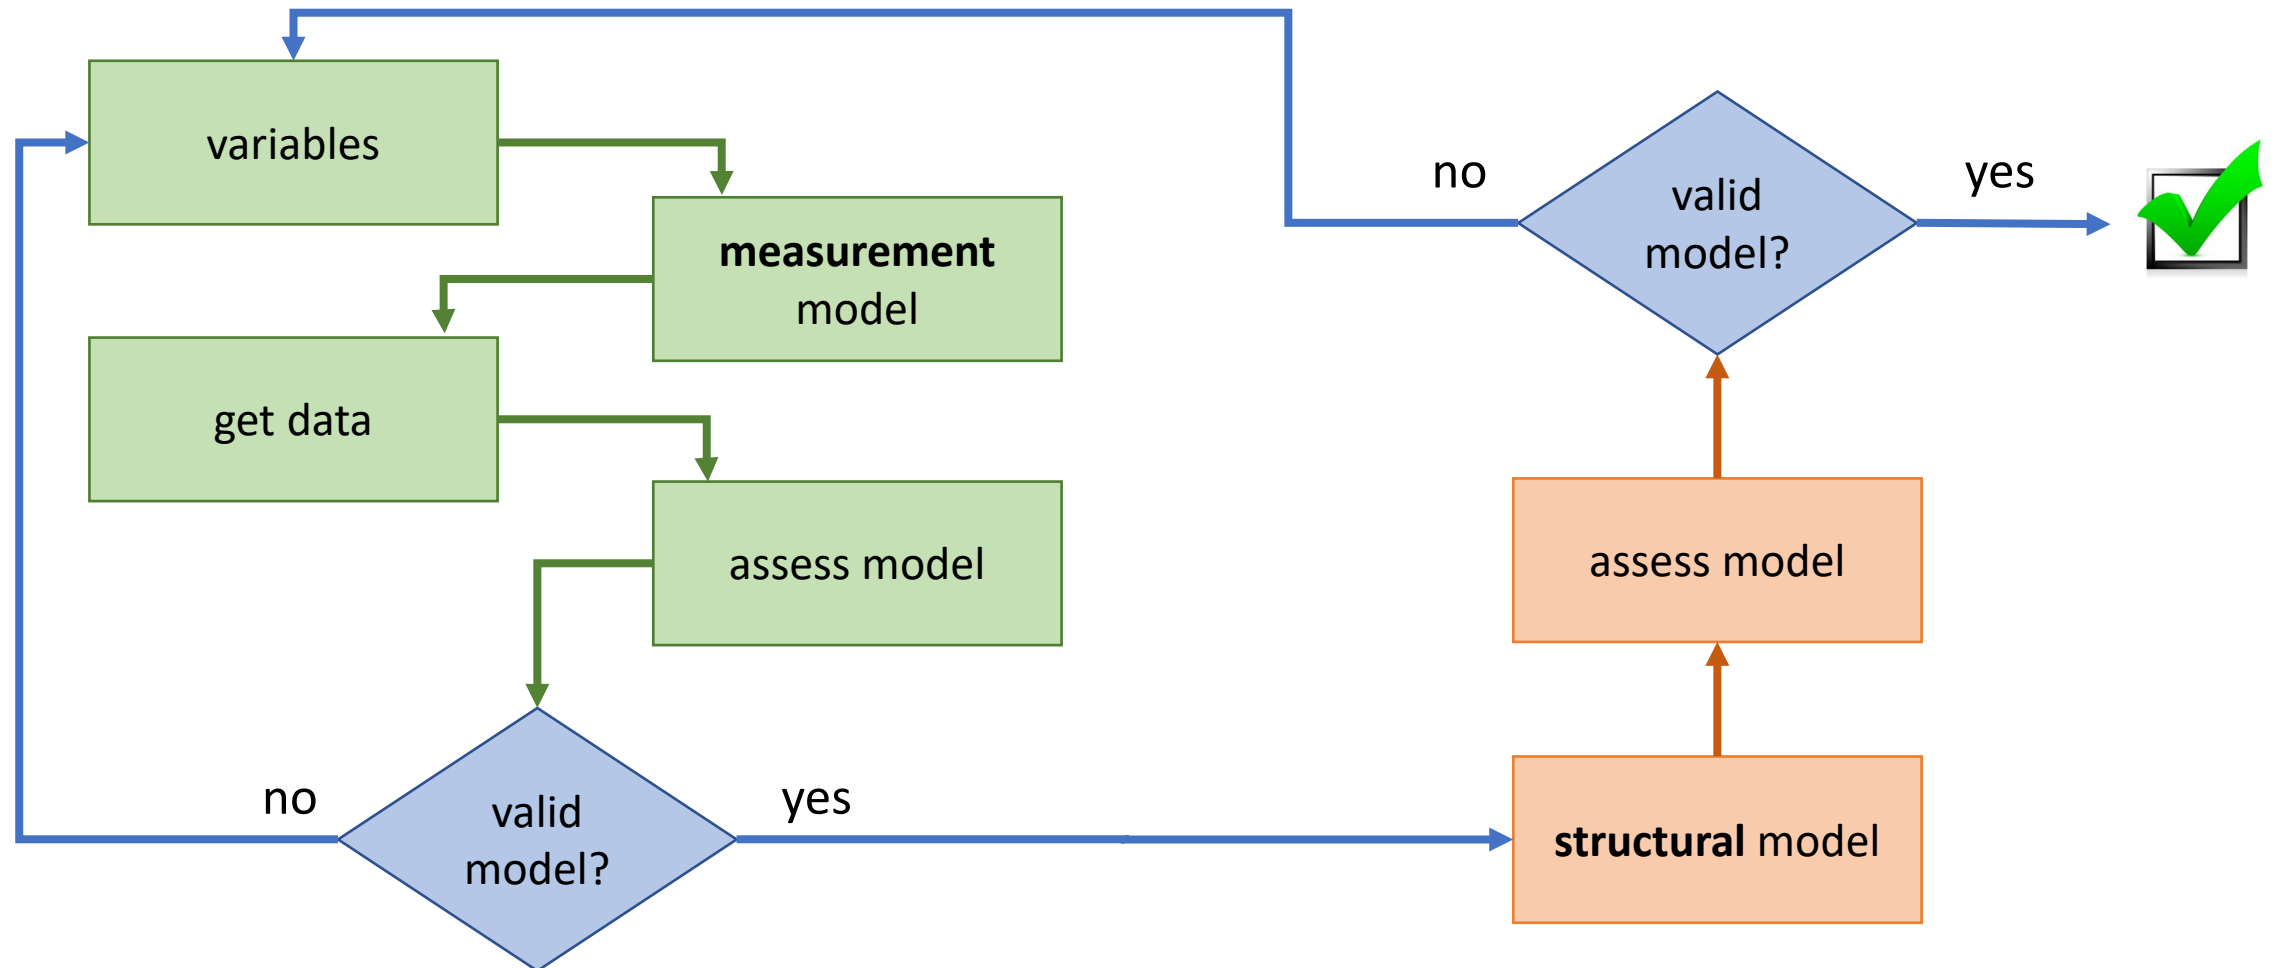 variables
measurement
model
get data
assess model
no
valid
model?
yes
structural model
assess model
no
valid
model?
yes